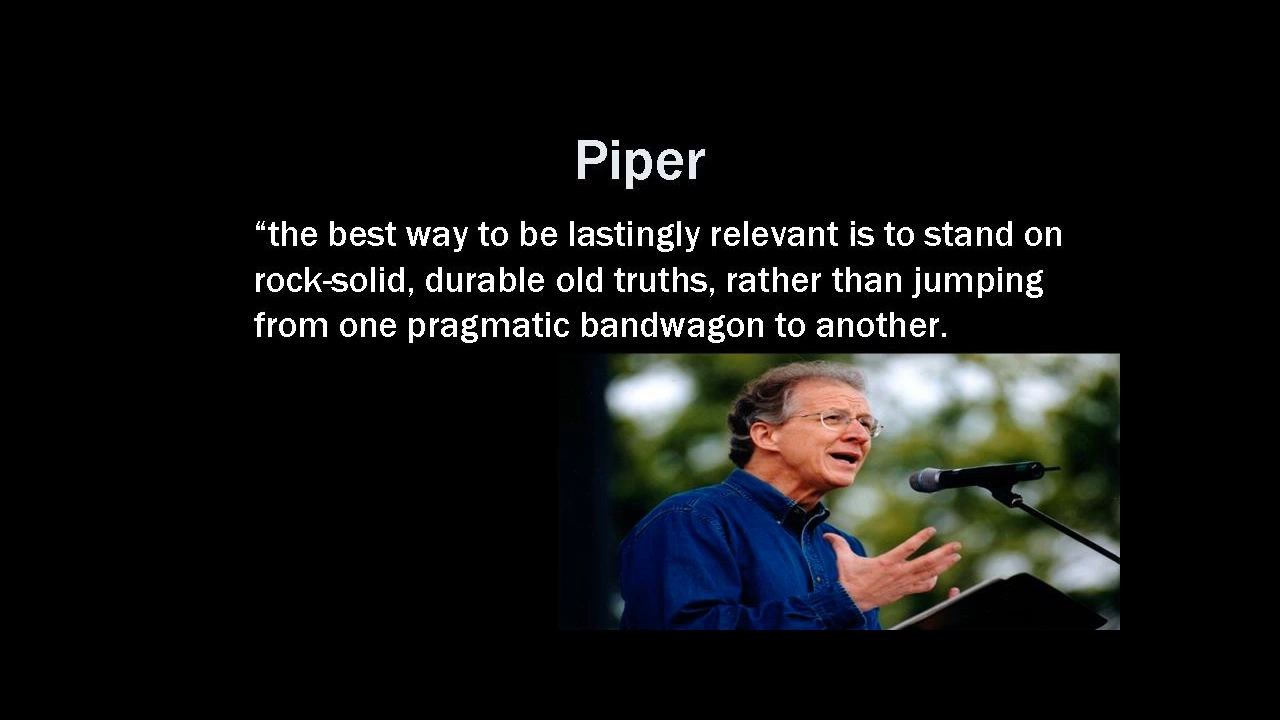 Piper
“the best way to be lastingly relevant is to stand on
rock-solid, durable old truths, rather than jumping
from one pragmatic bandwagon to another.